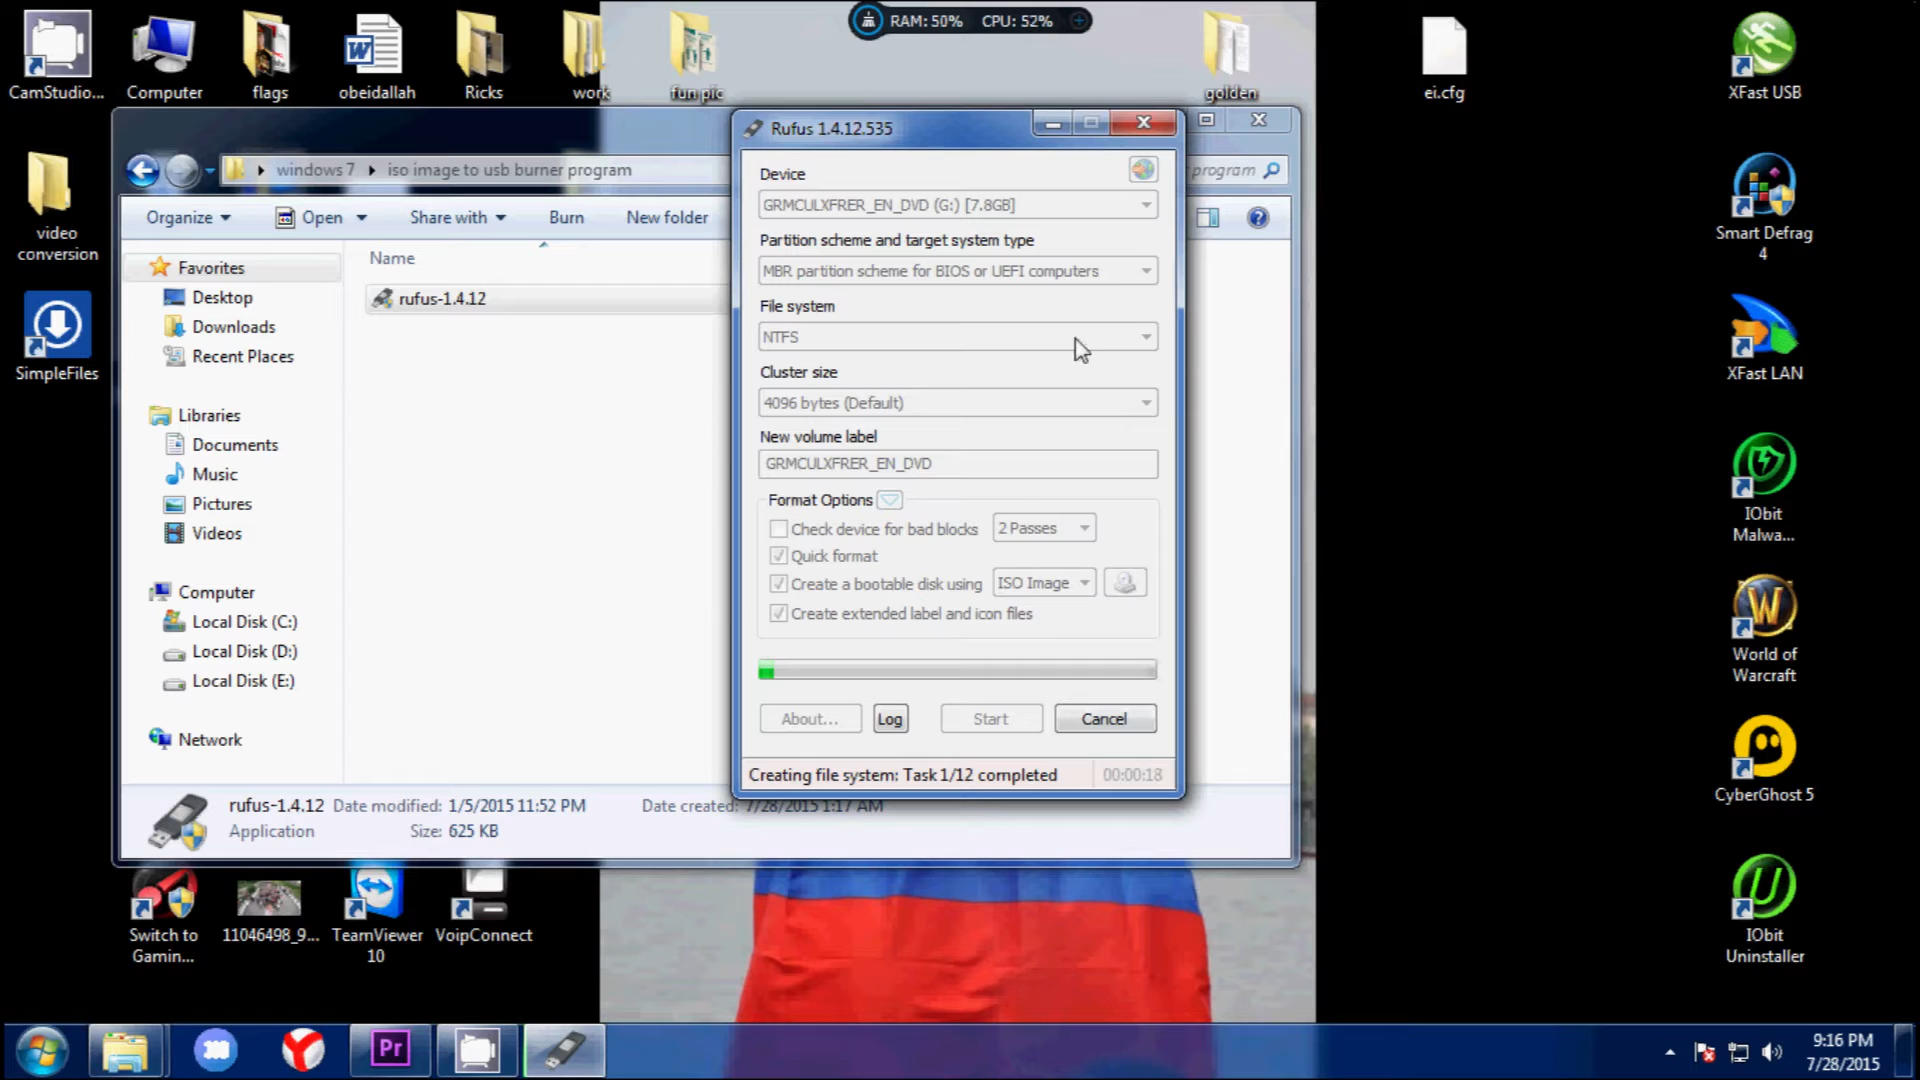 RAM: 50% CPU: 52%
CamStudio...
Computer
flags
obeidallah
Ricks
work
fun pic
golden
ei.cfg
XFast USB
video
conversion
SimpleFiles
Smart Defrag
4
XFast LAN
IObit
Malwa...
World of
Warcraft
CyberGhost 5
IObit
Uninstaller
windows 7 iso image to usb burner program
program
Organize Open Share with Burn New folder
Name
rufus-1.4.12
Favorites
Desktop
Downloads
Recent Places
Libraries
Documents
Music
Pictures
Videos
Computer
Local Disk (C:)
Local Disk (D:)
Local Disk (E:)
Network
rufus-1.4.12 Date modified: 1/5/2015 11:52 PM Date created: 7/28/2015 1:17 AM
Application Size: 625 KB
Rufus 1.4.12.535
Device
GRMCULXFRER_EN_DVD (G:) [7.8GB]
Partition scheme and target system type
MBR partition scheme for BIOS or UEFI computers
File system
NTFS
Cluster size
4096 bytes (Default)
New volume label
GRMCULXFRER_EN_DVD
Format Options
Check device for bad blocks 2 Passes
Quick format
Create a bootable disk using ISO Image
Create extended label and icon files
About... Log Start Cancel
Creating file system: Task 1/12 completed 00:00:18
Switch to
Gamin...
11046498_9...
TeamViewer
10
VoipConnect
Pr
9:16 PM
7/28/2015